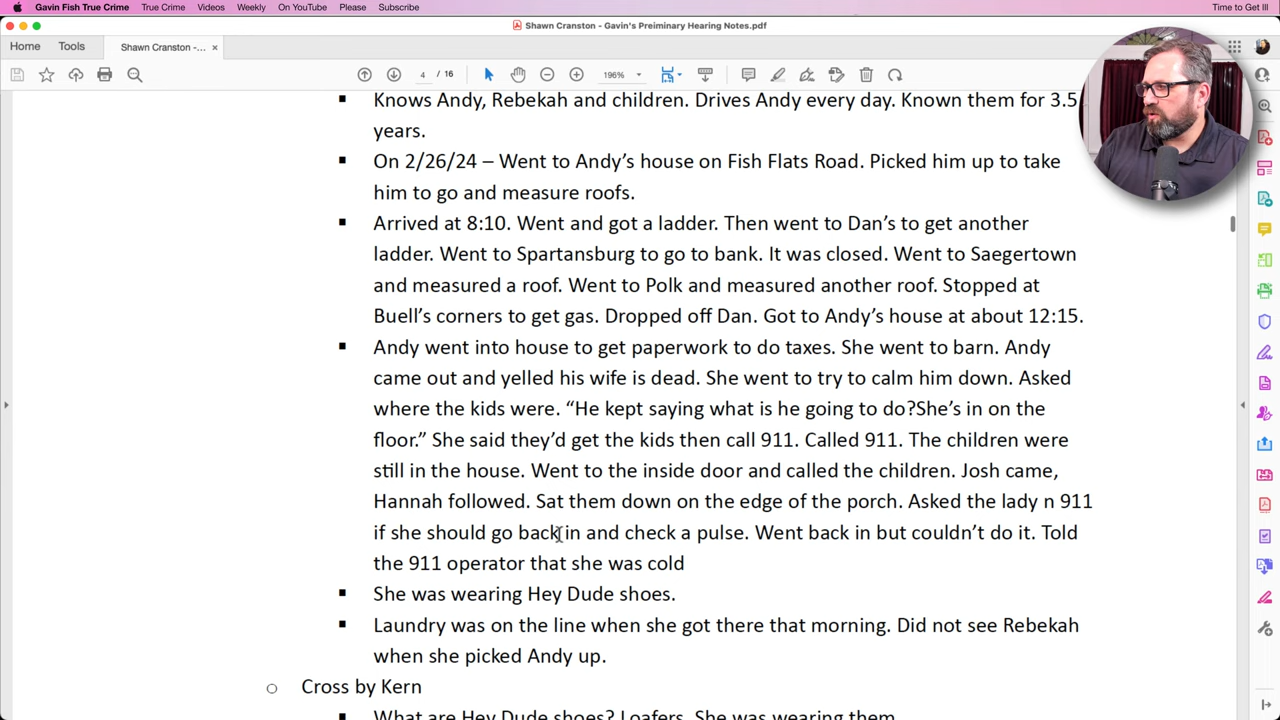 Gavin Fish True Crime True Crime Videos Weekly On YouTube Please Subscribe Time to Get Ill
Shawn Cranston - Gavin's Preiminary Hearing Notes.pdf
Home Tools Shawn Cranston -... ×
4 / 16 196%
▪ Knows Andy, Rebekah and children. Drives Andy every day. Known them for 3.5
years.
▪ On 2/26/24 – Went to Andy’s house on Fish Flats Road. Picked him up to take
him to go and measure roofs.
▪ Arrived at 8:10. Went and got a ladder. Then went to Dan’s to get another
ladder. Went to Spartansburg to go to bank. It was closed. Went to Saegertown
and measured a roof. Went to Polk and measured another roof. Stopped at
Buell’s corners to get gas. Dropped off Dan. Got to Andy’s house at about 12:15.
▪ Andy went into house to get paperwork to do taxes. She went to barn. Andy
came out and yelled his wife is dead. She went to try to calm him down. Asked
where the kids were. “He kept saying what is he going to do?She’s in on the
floor.” She said they’d get the kids then call 911. Called 911. The children were
still in the house. Went to the inside door and called the children. Josh came,
Hannah followed. Sat them down on the edge of the porch. Asked the lady n 911
if she should go back in and check a pulse. Went back in but couldn’t do it. Told
the 911 operator that she was cold
▪ She was wearing Hey Dude shoes.
▪ Laundry was on the line when she got there that morning. Did not see Rebekah
when she picked Andy up.
○ Cross by Kern
▪ What are Hey Dude shoes? Loafers. She was wearing them